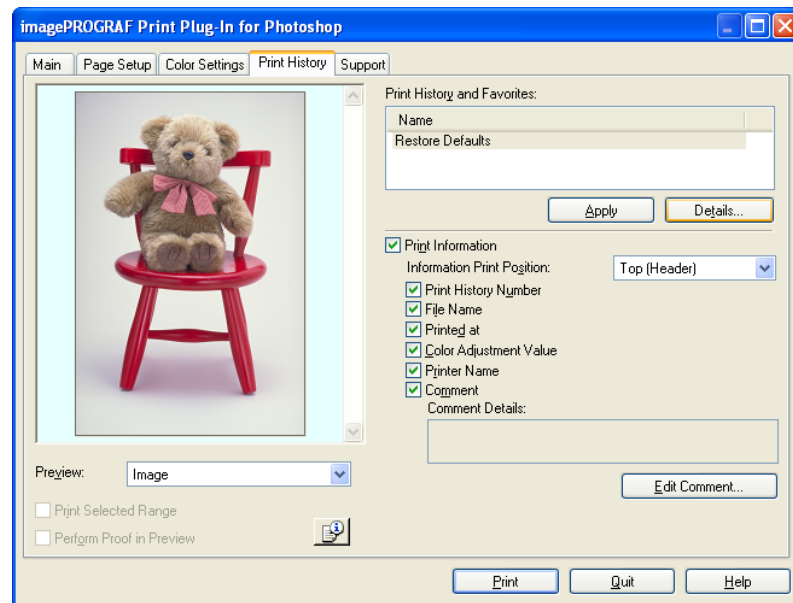 imagePROGRAF Print Plug-In for Photoshop
Main Page Setup Color Settings Print History Support
Print History and Favorites:
Name
Restore Defaults
Apply Details...
Print Information
Information Print Position: Top (Header)
Print History Number
File Name
Printed at
Color Adjustment Value
Printer Name
Comment
Comment Details:
Preview: Image
Edit Comment...
Print Selected Range
Perform Proof in Preview
Print Quit Help